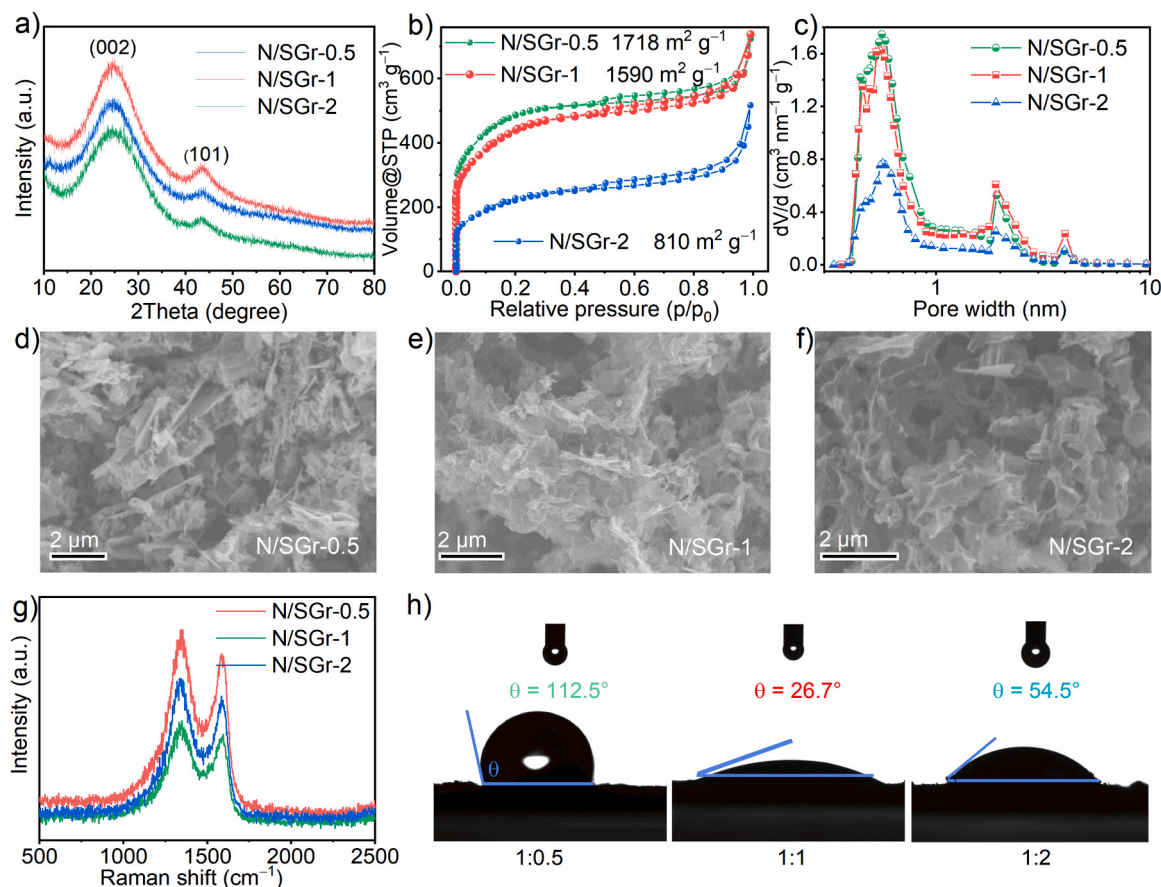 a)
(002)
(101)
N/SGr-0.5
N/SGr-1
N/SGr-2
Intensity (a.u.)
10 20 30 40 50 60 70 80
2Theta (degree)
b)
N/SGr-0.5 1718 m² g⁻¹
N/SGr-1 1590 m² g⁻¹
N/SGr-2 810 m² g⁻¹
Volume@STP (cm³ g⁻¹)
600
400
200
0
0.0 0.2 0.4 0.6 0.8 1.0
Relative pressure (p/p₀)
c)
N/SGr-0.5
N/SGr-1
N/SGr-2
dV/d (cm³ nm⁻¹ g⁻¹)
1.6
1.2
0.8
0.4
0.0
1 10
Pore width (nm)
d)
2 μm
N/SGr-0.5
e)
2 μm
N/SGr-1
f)
2 μm
N/SGr-2
g)
N/SGr-0.5
N/SGr-1
N/SGr-2
Intensity (a.u.)
500 1000 1500 2000 2500
Raman shift (cm⁻¹)
h)
θ = 112.5°
θ = 26.7°
θ = 54.5°
θ
1:0.5
1:1
1:2